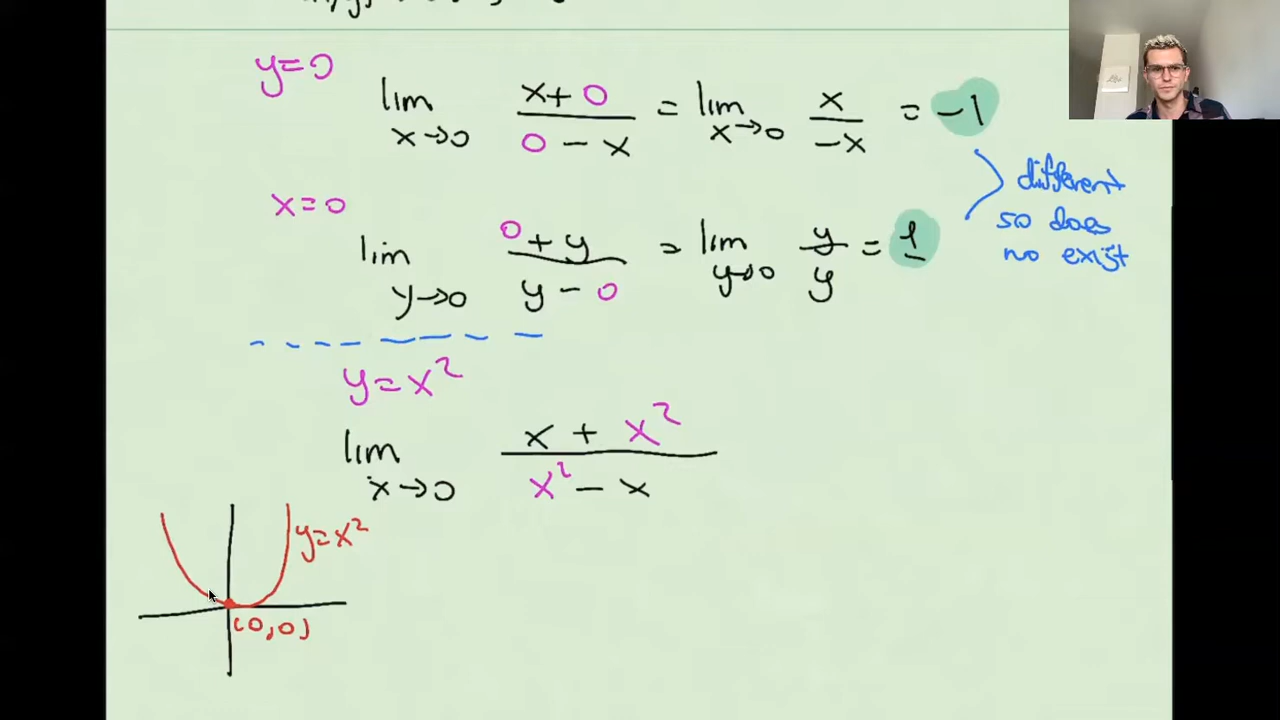 y=0
lim x→0 x+0 / 0-x = lim x→0 x / -x = -1
different
x=0
so does
lim y→0 0+y / y-0 = lim y→0 y / y = 1
no exist
y=x²
lim x→0 x+x² / x²-x
y=x²
(0,0)